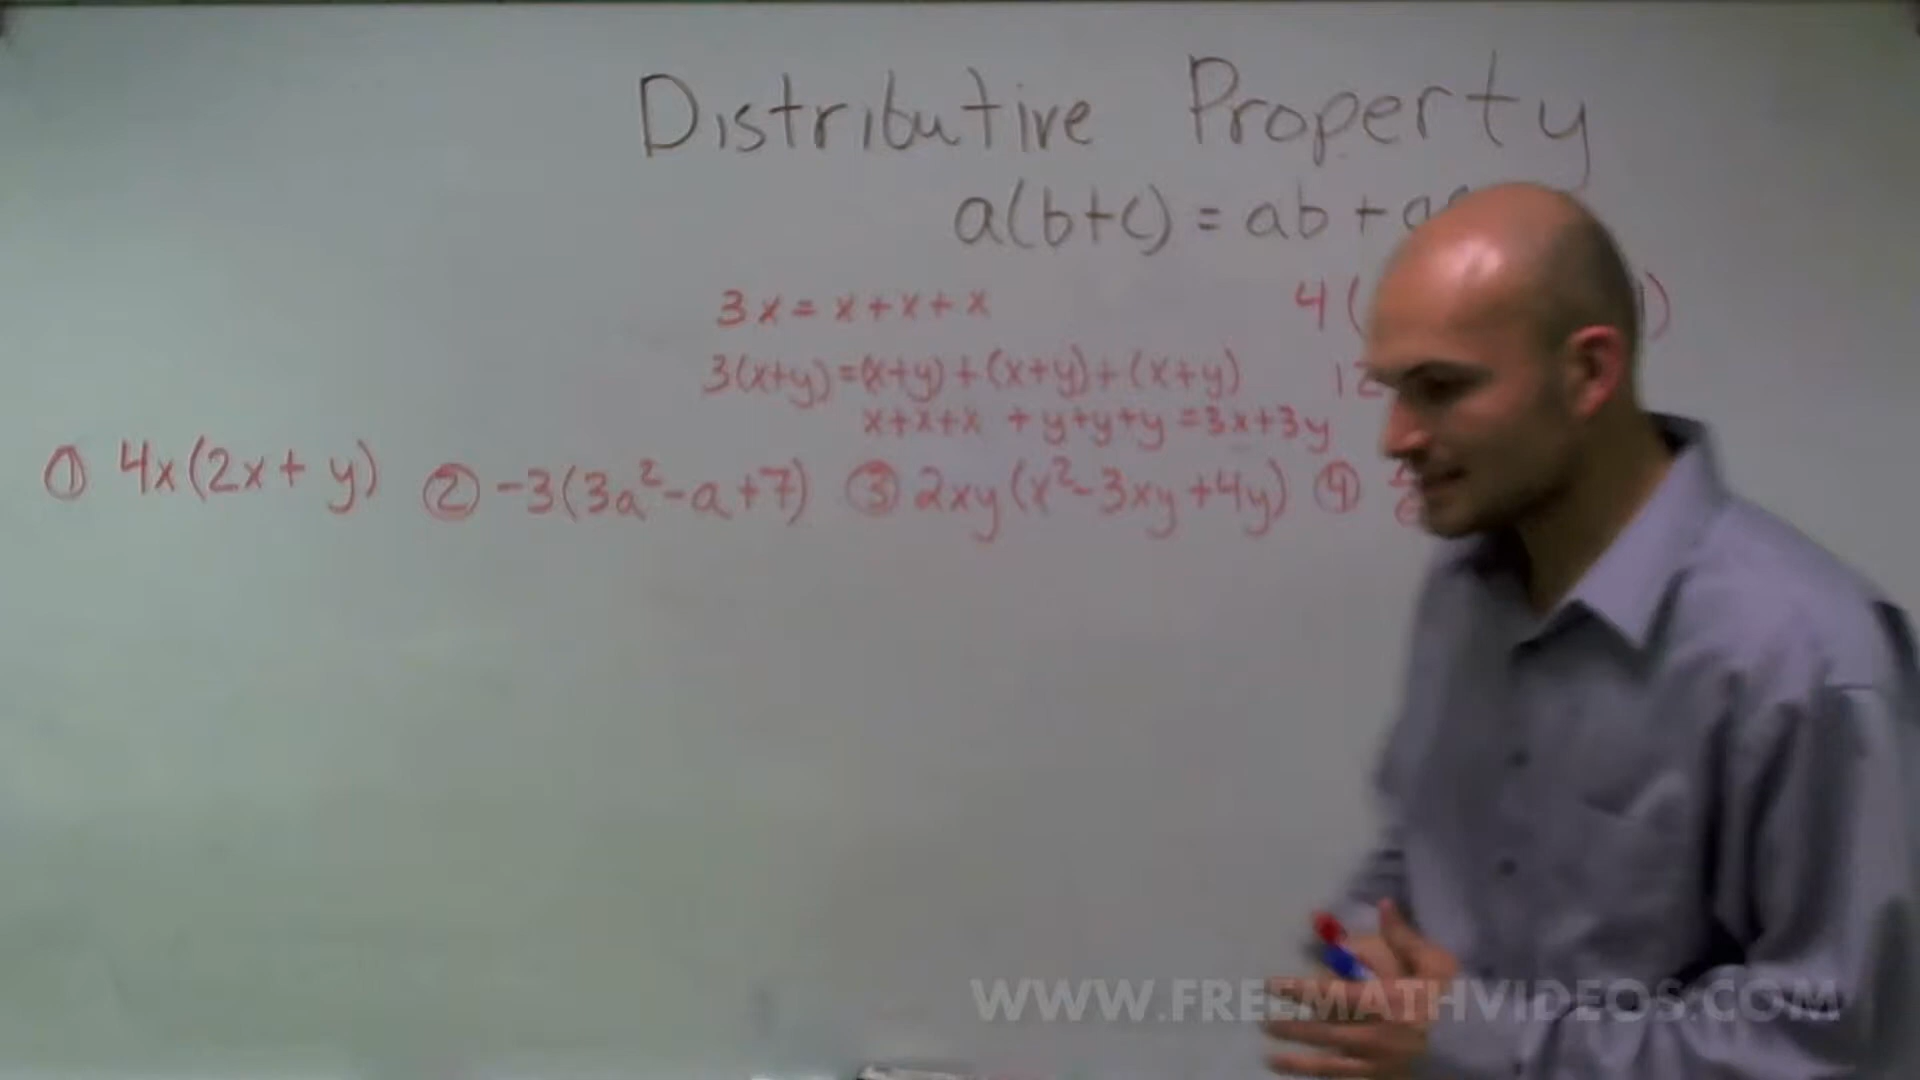 Distributive Property
a(b+c) = ab + a
3x = x + x + x
4(
)
3(x+y) = (x+y) + (x+y) + (x+y)
12
x+x+x + y+y+y = 3x+3y
① 4x(2x + y)
② -3(3a²-a+7)
③ 2xy(x²-3xy+4y)
④
WWW.FREEMATHVIDEOS.COM